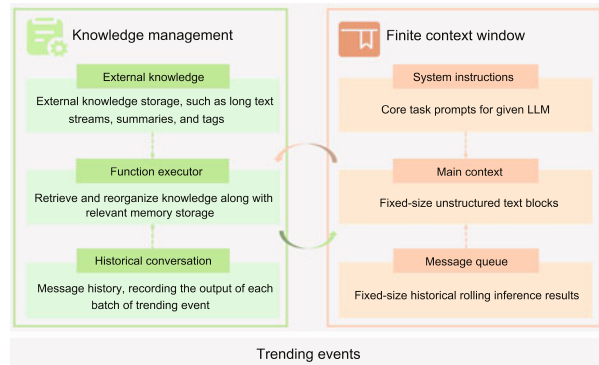 Knowledge management
External knowledge
External knowledge storage, such as long text
streams, summaries, and tags
Function executor
Retrieve and reorganize knowledge along with
relevant memory storage
Historical conversation
Message history, recording the output of each
batch of trending event
Finite context window
System instructions
Core task prompts for given LLM
Main context
Fixed-size unstructured text blocks
Message queue
Fixed-size historical rolling inference results
Trending events